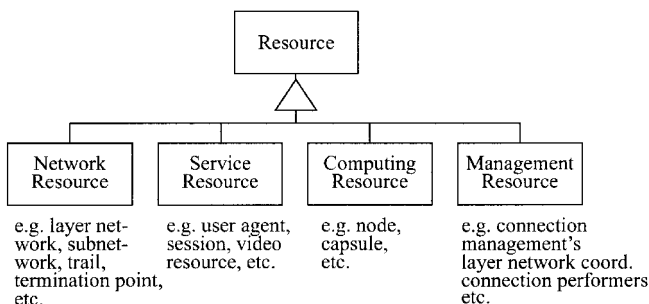 Resource
Network
Resource
Service
Resource
Computing
Resource
Management
Resource
e.g. layer net-
work, subnet-
work, trail,
termination point,
etc.
e.g. user agent,
session, video
resource, etc.
e.g. node,
capsule,
etc.
e.g. connection
management's
layer network coord.
connection performers
etc.